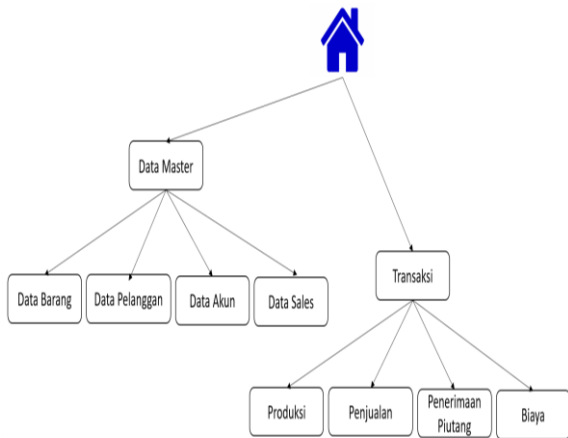 Data Master
Data Barang
Data Pelanggan
Data Akun
Data Sales
Transaksi
Produksi
Penjualan
Penerimaan
Piutang
Biaya